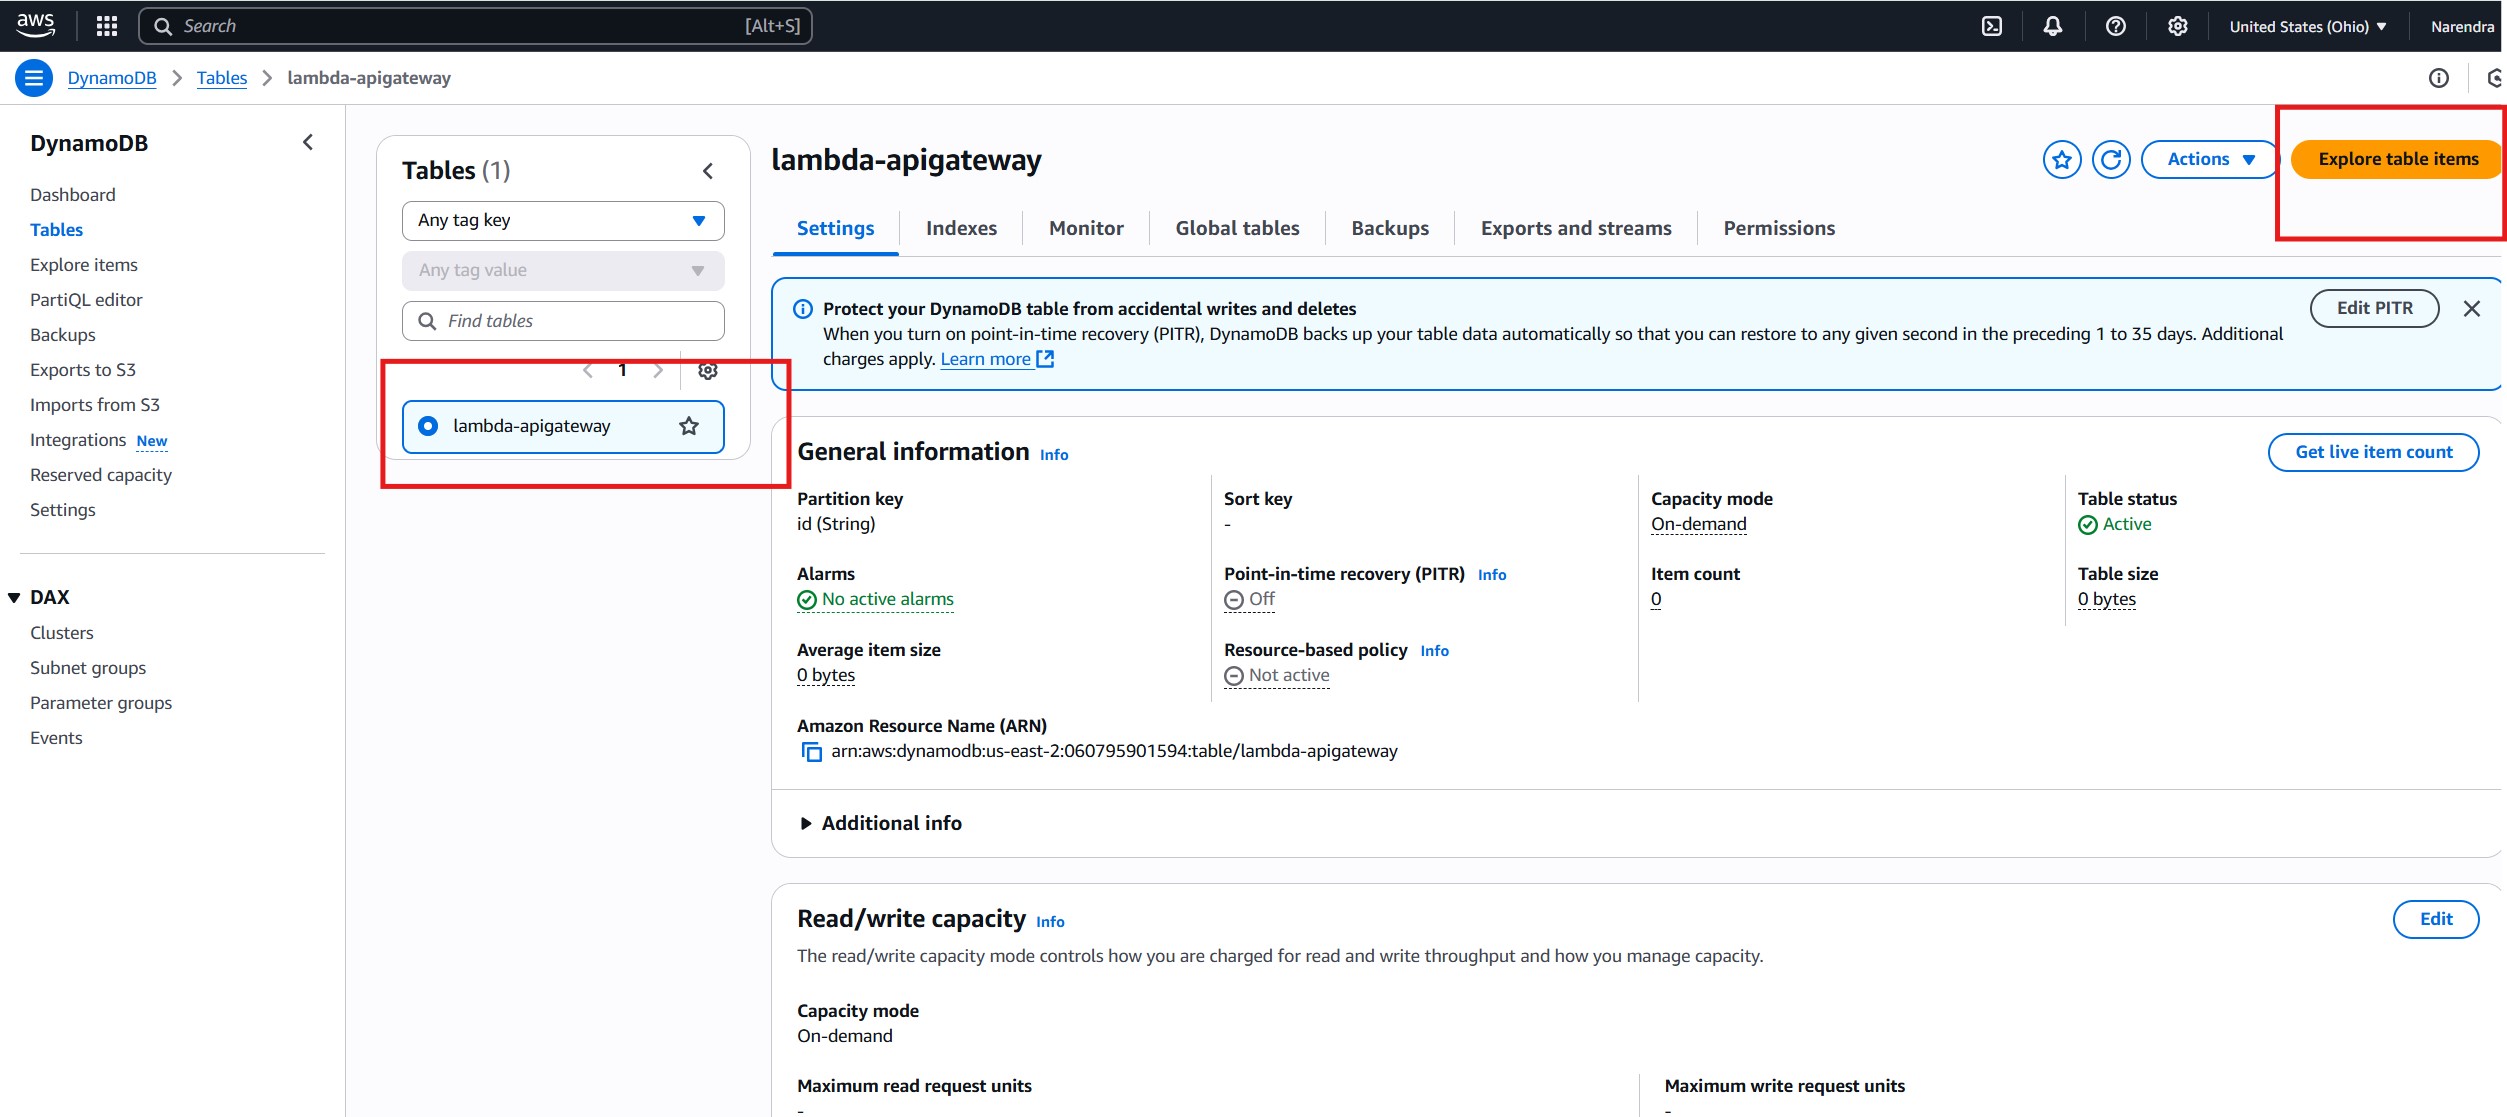 aws
Search [Alt+S]
United States (Ohio)
Narendra
DynamoDB
Tables
lambda-apigateway
DynamoDB
Dashboard
Tables
Explore items
PartiQL editor
Backups
Exports to S3
Imports from S3
Integrations New
Reserved capacity
Settings
DAX
Clusters
Subnet groups
Parameter groups
Events
Tables (1)
Any tag key
Any tag value
Find tables
1
lambda-apigateway
lambda-apigateway
Actions
Explore table items
Settings
Indexes
Monitor
Global tables
Backups
Exports and streams
Permissions
Protect your DynamoDB table from accidental writes and deletes
When you turn on point-in-time recovery (PITR), DynamoDB backs up your table data automatically so that you can restore to any given second in the preceding 1 to 35 days. Additional
charges apply. Learn more
Edit PITR
General information Info
Get live item count
Partition key
id (String)
Sort key
-
Capacity mode
On-demand
Table status
Active
Alarms
No active alarms
Point-in-time recovery (PITR) Info
Off
Item count
0
Table size
0 bytes
Average item size
0 bytes
Resource-based policy Info
Not active
Amazon Resource Name (ARN)
arn:aws:dynamodb:us-east-2:060795901594:table/lambda-apigateway
Additional info
Read/write capacity Info
Edit
The read/write capacity mode controls how you are charged for read and write throughput and how you manage capacity.
Capacity mode
On-demand
Maximum read request units
-
Maximum write request units
-